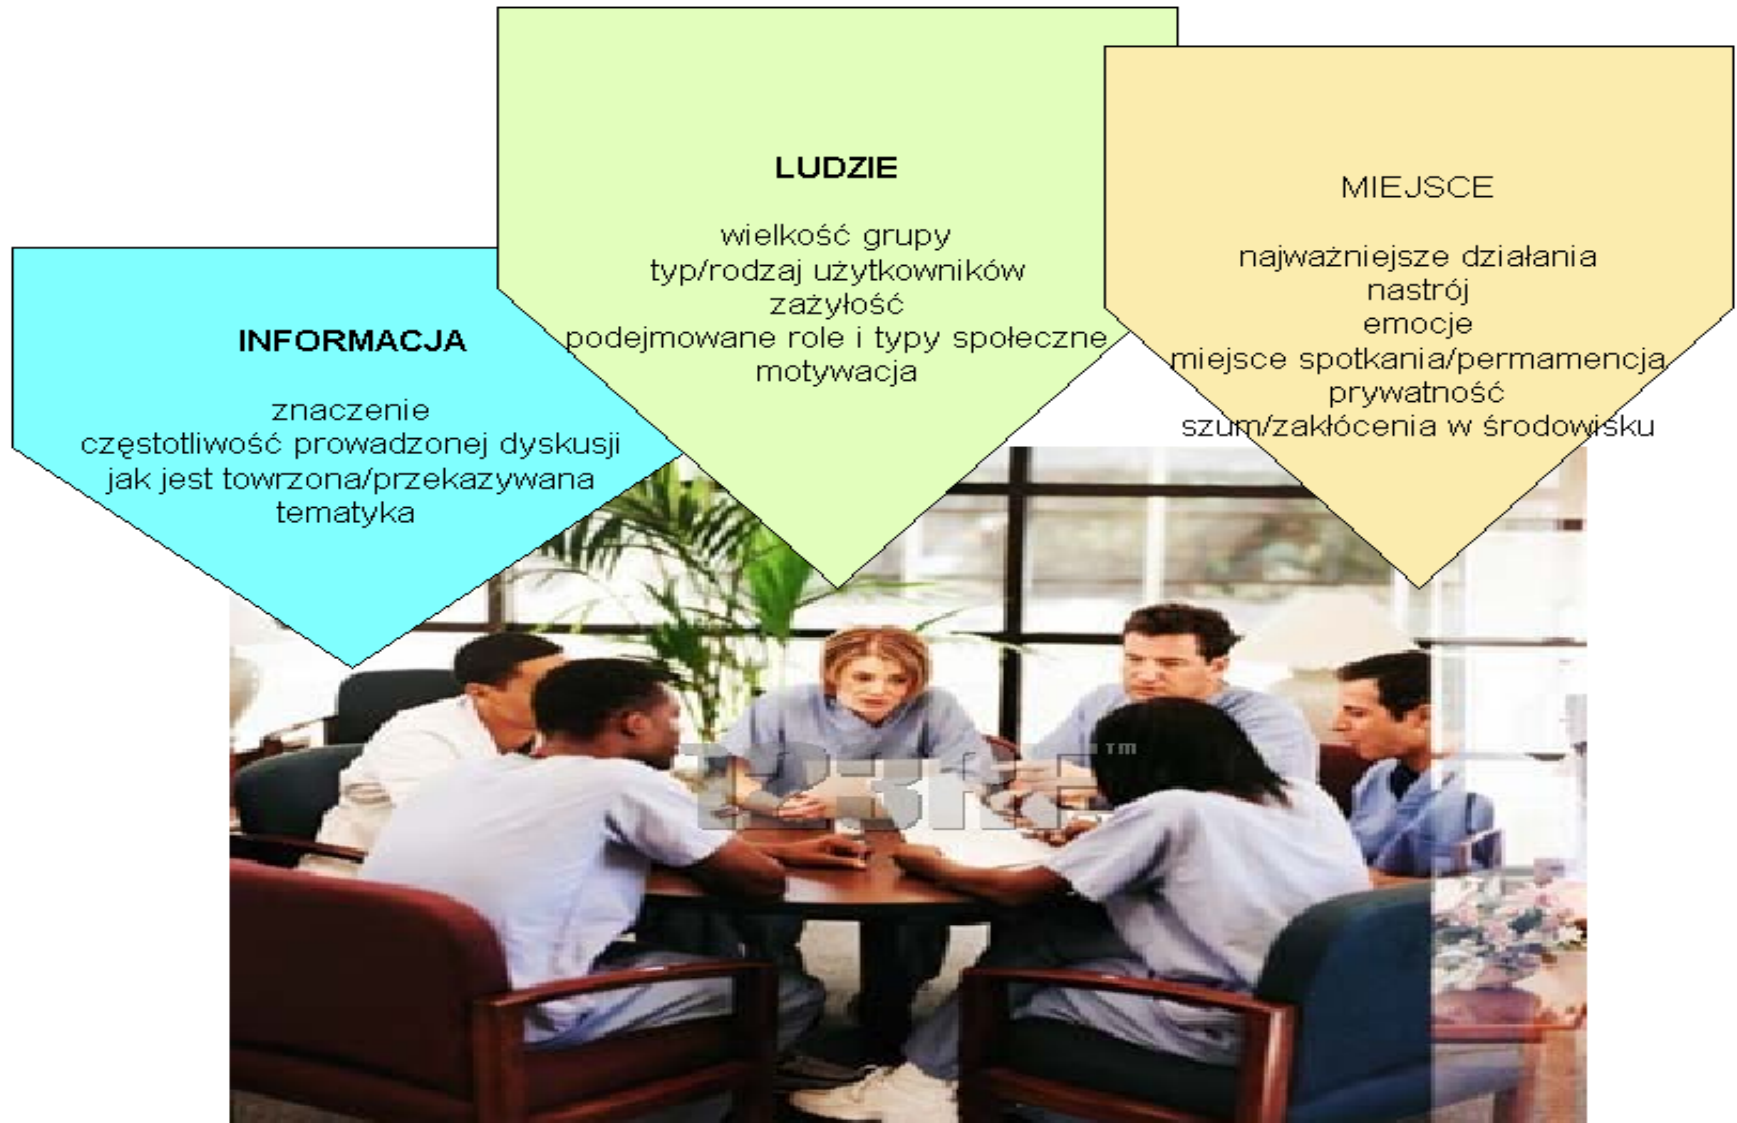 INFORMACJA
znaczenie
częstotliwość prowadzonej dyskusji
jak jest towrzona/przekazywana
tematyka
LUDZIE
wielkość grupy
typ/rodzaj użytkowników
zażyłość
podejmowane role i typy społeczne
motywacja
MIEJSCE
najważniejsze działania
nastrój
emocje
miejsce spotkania/permamencja
prywatność
szum/zakłócenia w środowisku
123RF™